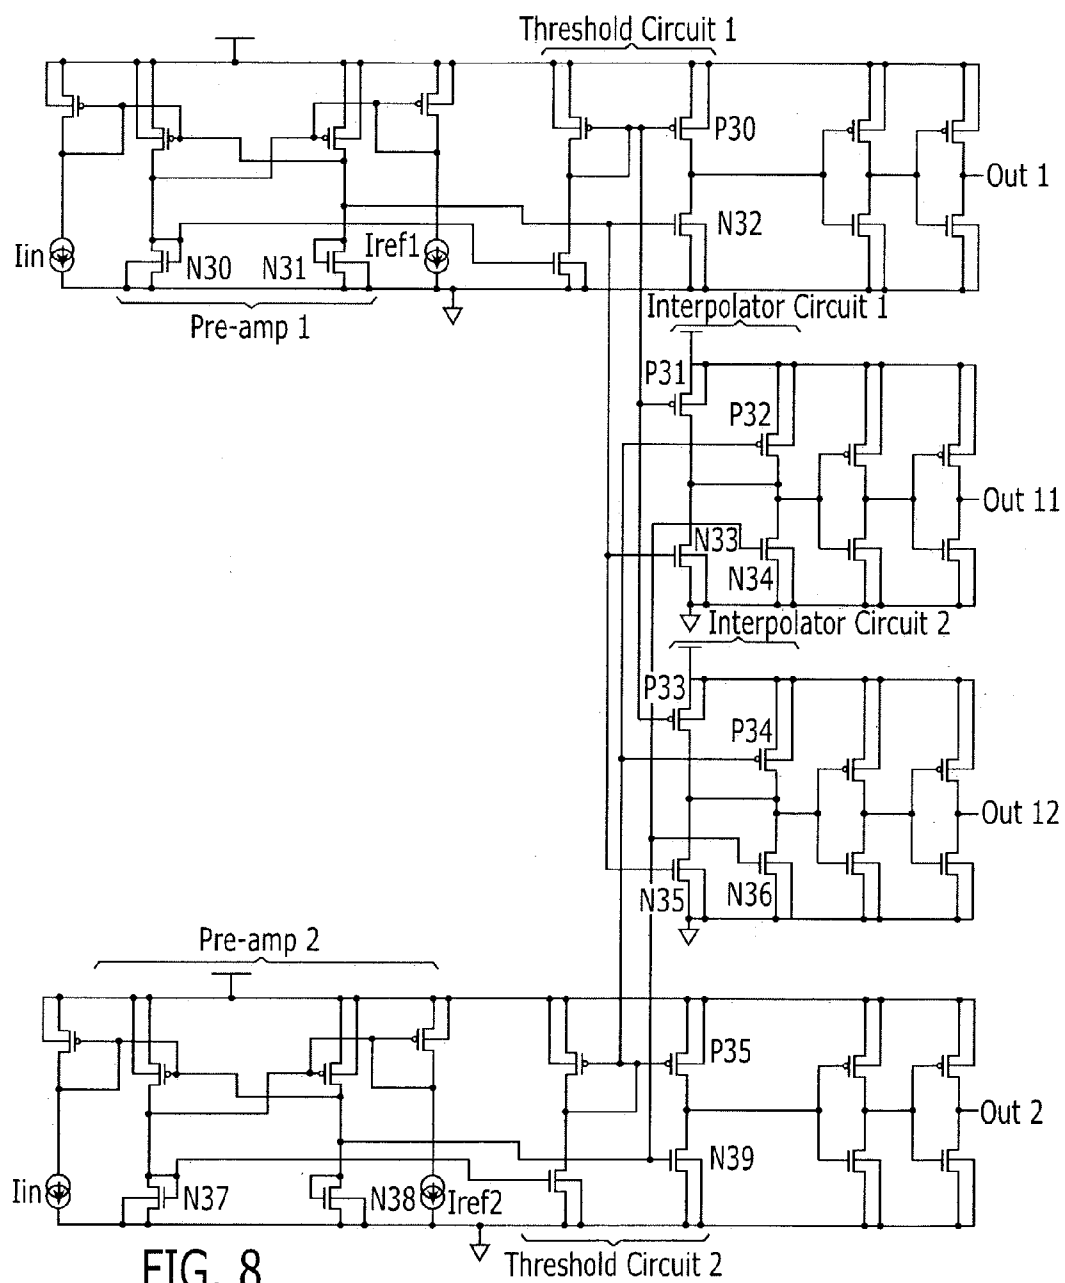 Threshold Circuit 1
P30
Out 1
N32
Iin
N30
N31
Iref1
Pre-amp 1
Interpolator Circuit 1
P31
P32
Out 11
N33
N34
Interpolator Circuit 2
P33
P34
Out 12
N35
N36
Pre-amp 2
P35
Out 2
N39
Iin
N37
N38
Iref2
Threshold Circuit 2
FIG. 8